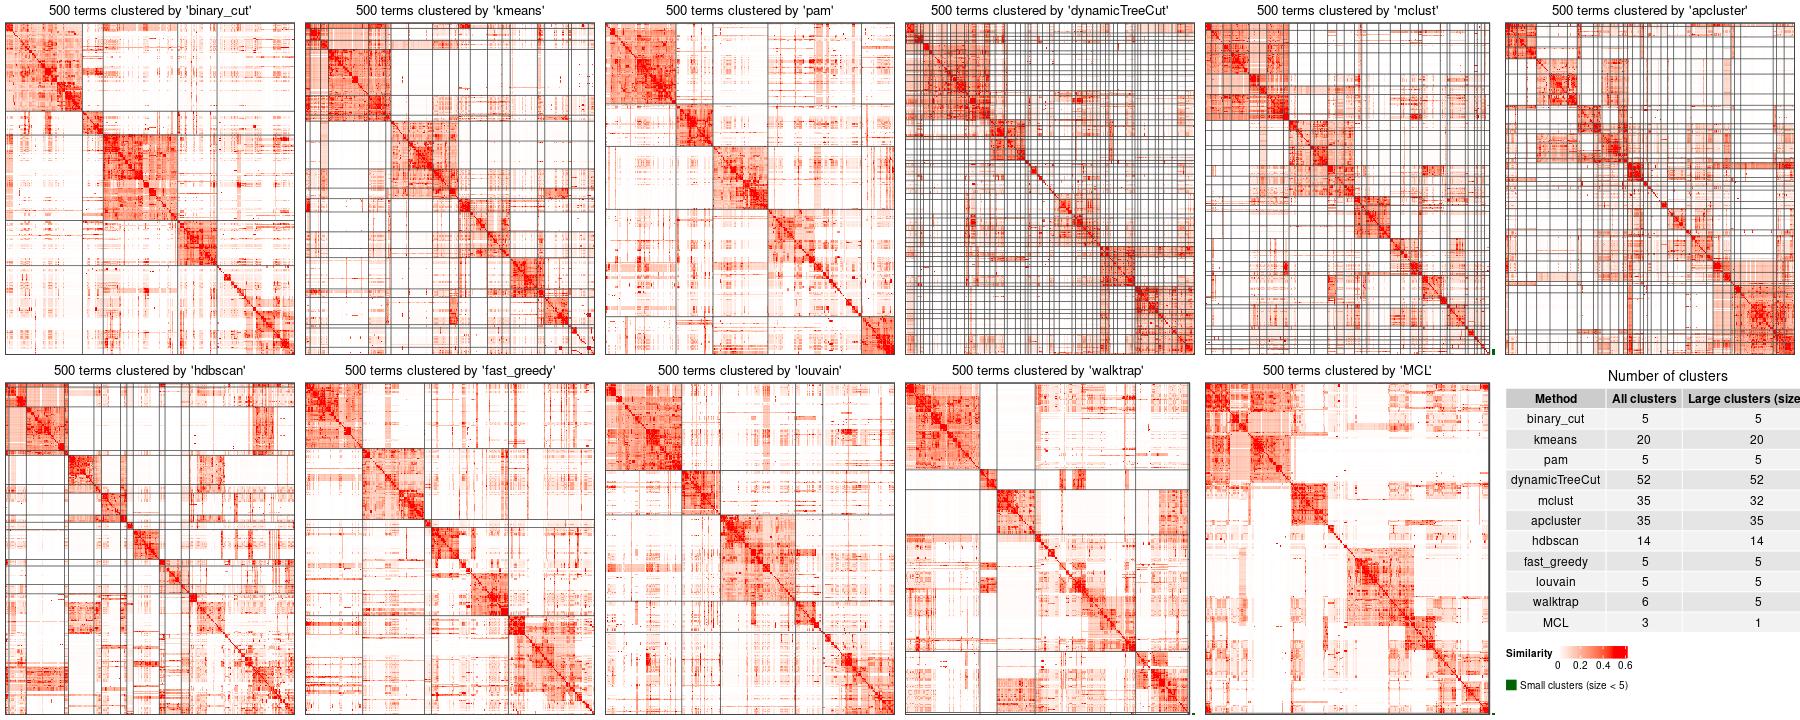 500 terms clustered by 'binary_cut'
500 terms clustered by 'kmeans'
500 terms clustered by 'pam'
500 terms clustered by 'dynamicTreeCut'
500 terms clustered by 'mclust'
500 terms clustered by 'apcluster'
500 terms clustered by 'hdbscan'
500 terms clustered by 'fast_greedy'
500 terms clustered by 'louvain'
500 terms clustered by 'walktrap'
500 terms clustered by 'MCL'
Number of clusters
Method All clusters Large clusters (size
binary_cut 5 5
kmeans 20 20
pam 5 5
dynamicTreeCut 52 52
mclust 35 32
apcluster 35 35
hdbscan 14 14
fast_greedy 5 5
louvain 5 5
walktrap 6 5
MCL 3 1
Similarity
0 0.2 0.4 0.6
Small clusters (size < 5)